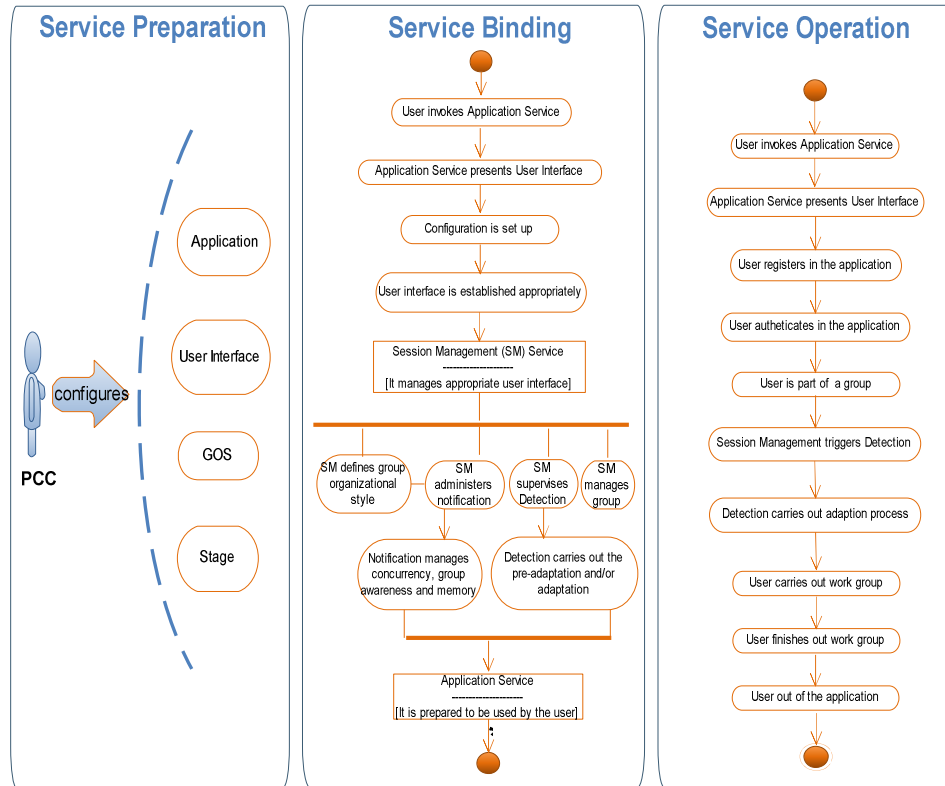 Service Preparation
Application
User Interface
configures
GOS
PCC
Stage
Service Binding
User invokes Application Service
Application Service presents User Interface
Configuration is set up
User interface is established appropriately
Session Management (SM) Service
----------------------
[It manages appropriate user interface]
SM defines group
organizational
style
SM
administers
notification
SM
supervises
Detection
SM
manages
group
Notification manages
concurrency, group
awareness and memory
Detection carries out the
pre-adaptation and/or
adaptation
Application Service
----------------------
[It is prepared to be used by the user]
Service Operation
User invokes Application Service
Application Service presents User Interface
User registers in the application
User autheticates in the application
User is part of a group
Session Management triggers Detection
Detection carries out adaption process
User carries out work group
User finishes out work group
User out of the application